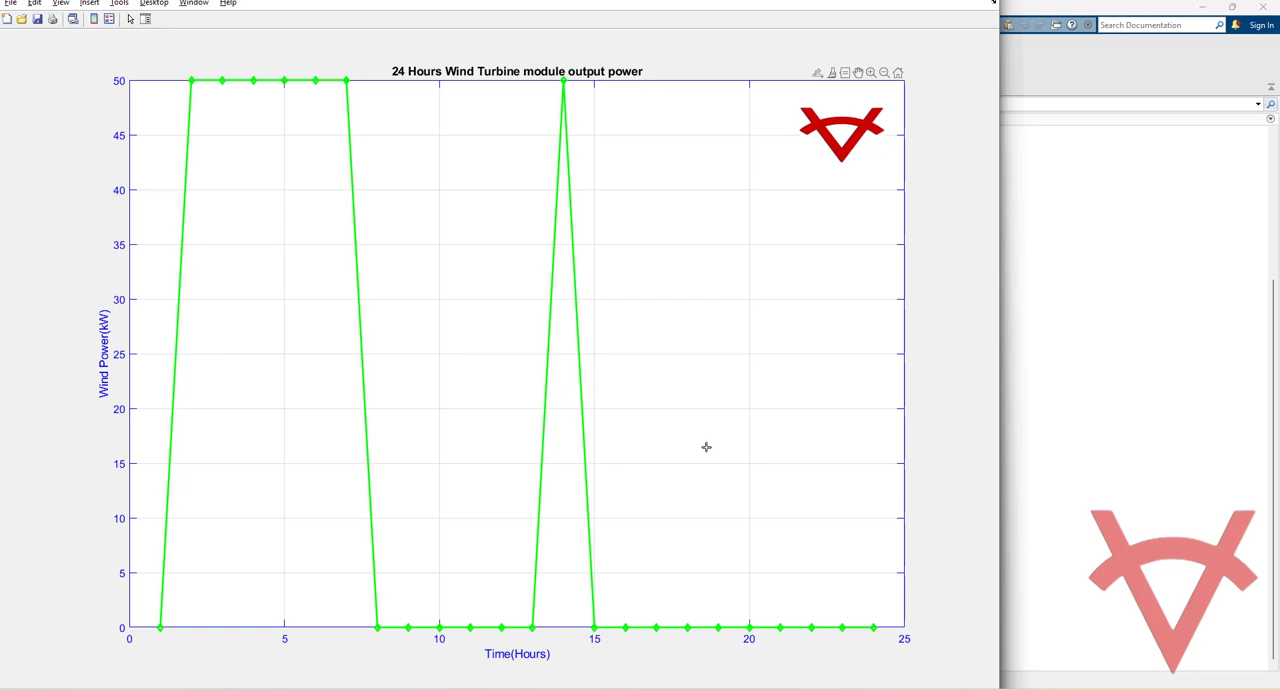 File Edit View Insert Tools Desktop Window Help
Search Documentation
Sign In
24 Hours Wind Turbine module output power
50
45
40
35
30
25
20
15
10
5
0
Wind Power(kW)
0 5 10 15 20 25
Time(Hours)